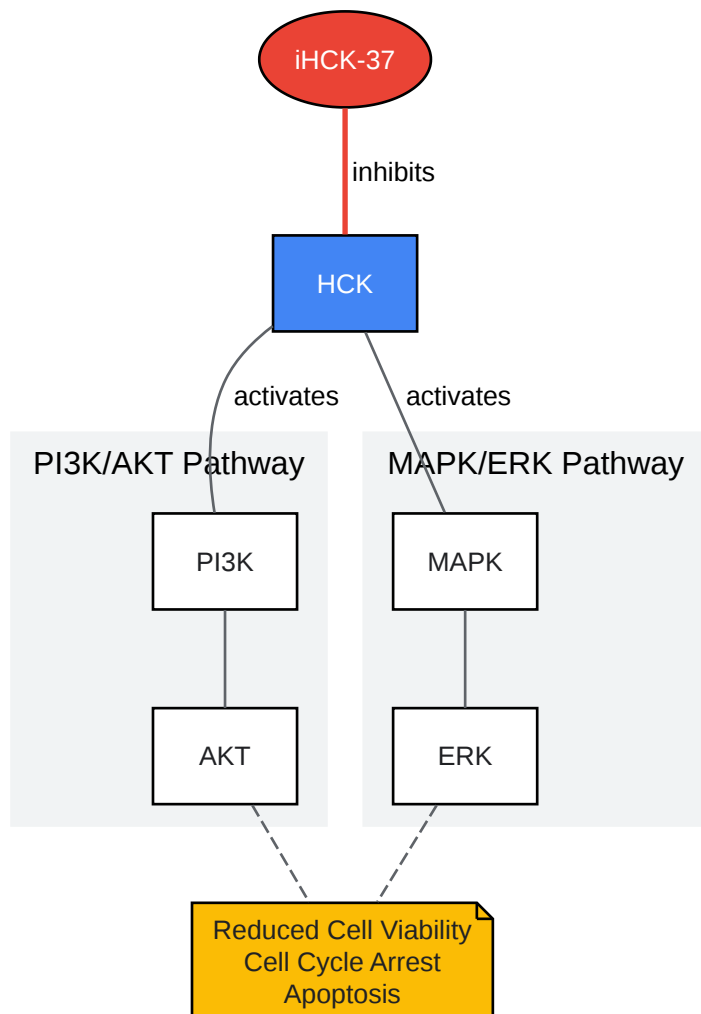 iHCK-37
inhibits
HCK
activates
activates
PI3K/AKT Pathway
MAPK/ERK Pathway
PI3K
MAPK
AKT
ERK
Reduced Cell Viability
Cell Cycle Arrest
Apoptosis